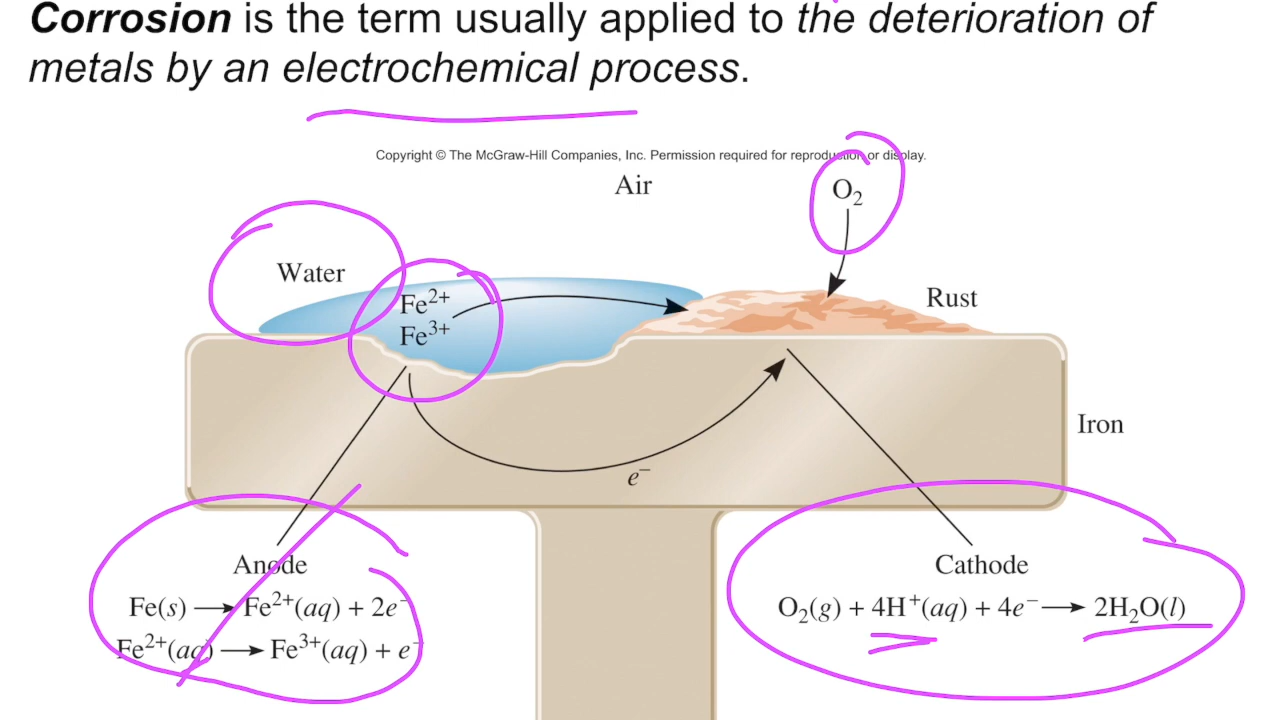 Corrosion is the term usually applied to the deterioration of
metals by an electrochemical process.
Copyright © The McGraw-Hill Companies, Inc. Permission required for reproduction or display.
Air
O₂
Water
Fe²⁺
Fe³⁺
Rust
Iron
e⁻
Anode
Fe(s) → Fe²⁺(aq) + 2e⁻
Fe²⁺(aq) → Fe³⁺(aq) + e⁻
Cathode
O₂(g) + 4H⁺(aq) + 4e⁻ → 2H₂O(l)